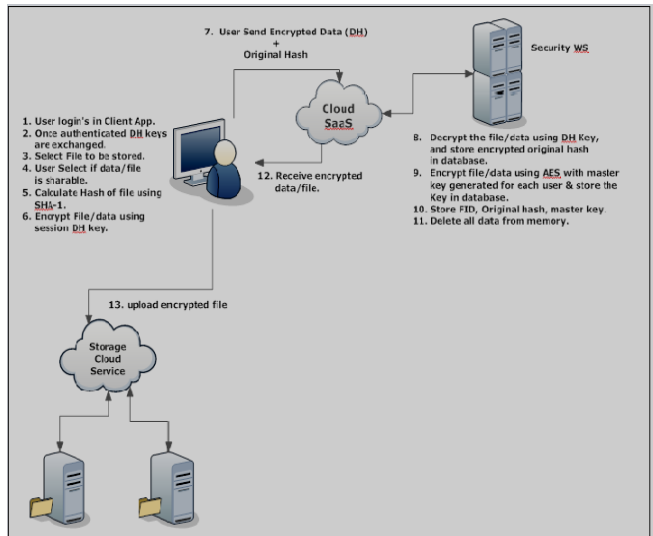 7. User Send Encrypted Data (DH)
+
Original Hash
Security WS
Cloud
SaaS
1. User login's in Client App.
2. Once authenticated DH keys
are exchanged.
3. Select File to be stored.
4. User Select if data/file
is sharable.
5. Calculate Hash of file using
SHA-1.
6. Encrypt File/data using
session DH key.
12. Receive encrypted
data/file.
8. Decrypt the file/data using DH Key,
and store encrypted original hash
in database.
9. Encrypt file/data using AES with master
key generated for each user & store the
Key in database.
10. Store FID, Original hash, master key.
11. Delete all data from memory.
13. upload encrypted file
Storage
Cloud
Service